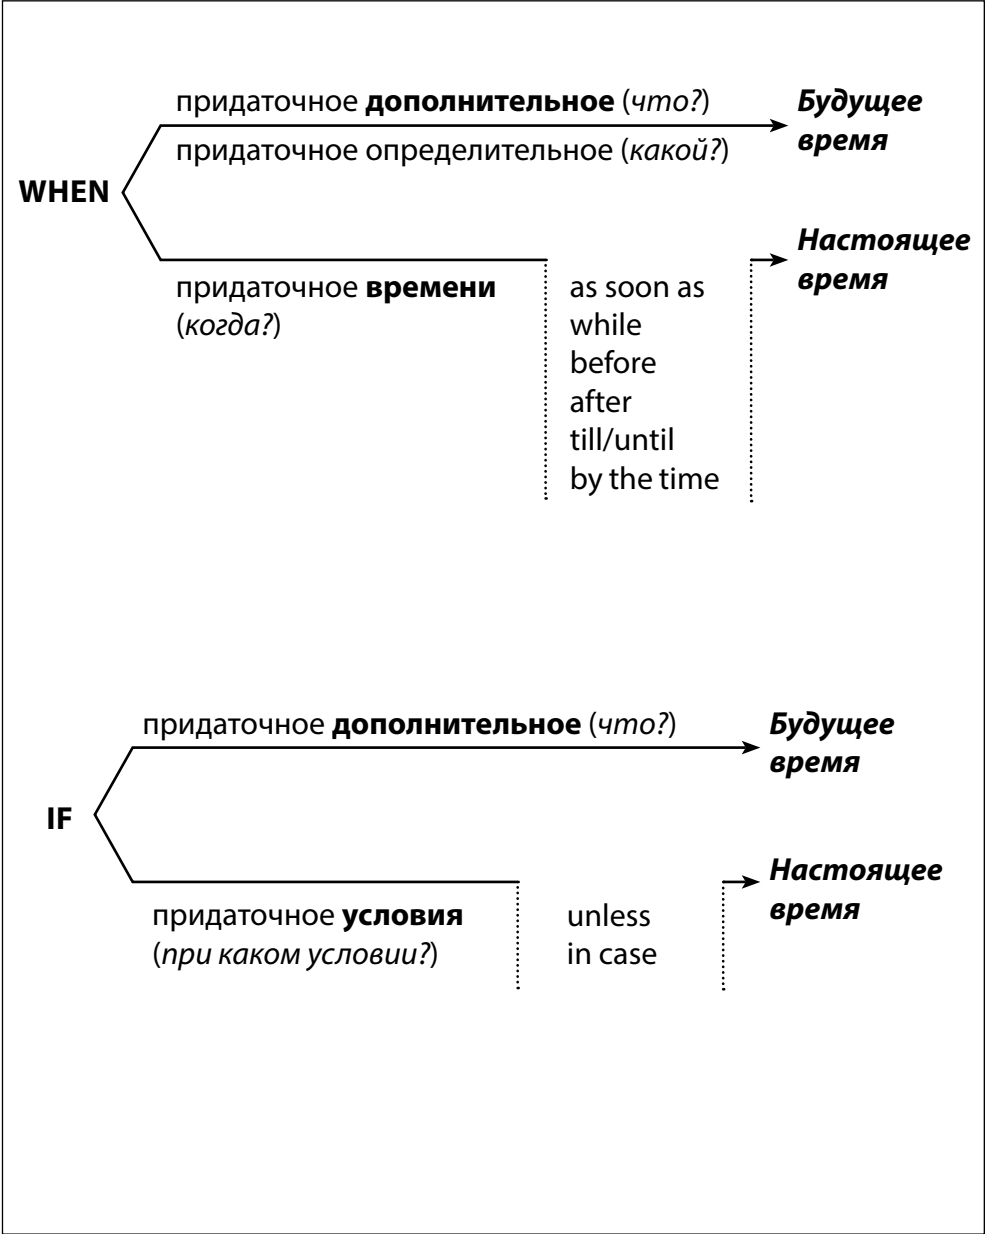 придаточное дополнительное (что?)
Будущее
время
придаточное определительное (какой?)
WHEN
Настоящее
время
придаточное времени
(когда?)
as soon as
while
before
after
till/until
by the time
придаточное дополнительное (что?)
Будущее
время
IF
Настоящее
время
придаточное условия
(при каком условии?)
unless
in case